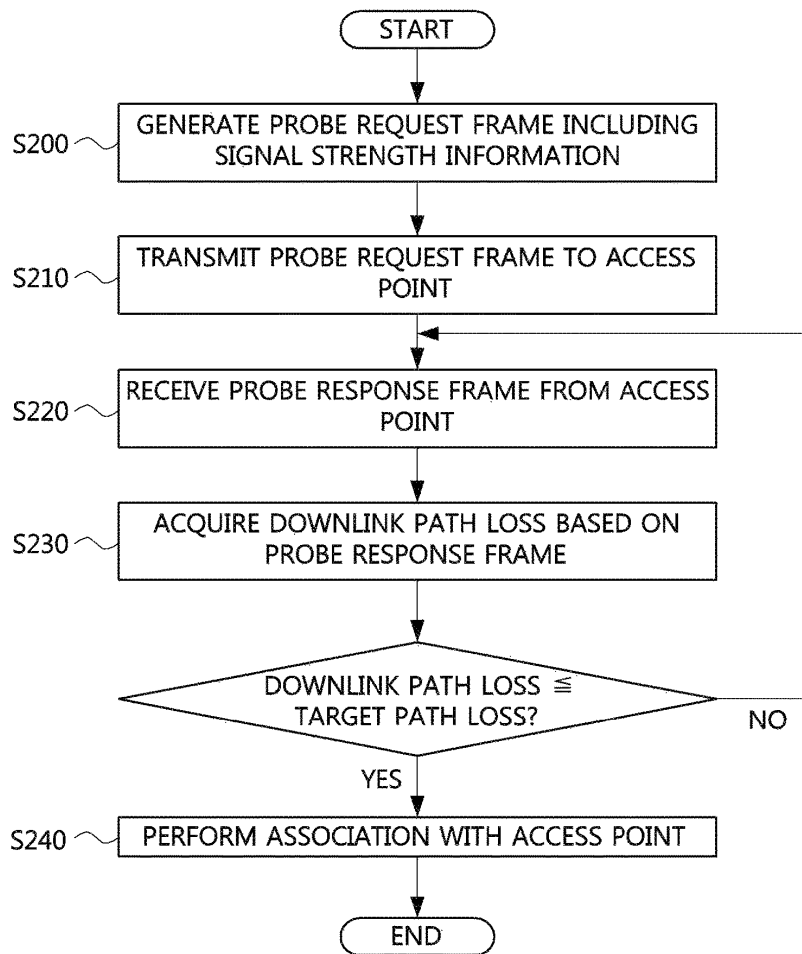 START
S200
GENERATE PROBE REQUEST FRAME INCLUDING
SIGNAL STRENGTH INFORMATION
S210
TRANSMIT PROBE REQUEST FRAME TO ACCESS
POINT
S220
RECEIVE PROBE RESPONSE FRAME FROM ACCESS
POINT
S230
ACQUIRE DOWNLINK PATH LOSS BASED ON
PROBE RESPONSE FRAME
DOWNLINK PATH LOSS ≦
TARGET PATH LOSS?
NO
YES
S240
PERFORM ASSOCIATION WITH ACCESS POINT
END